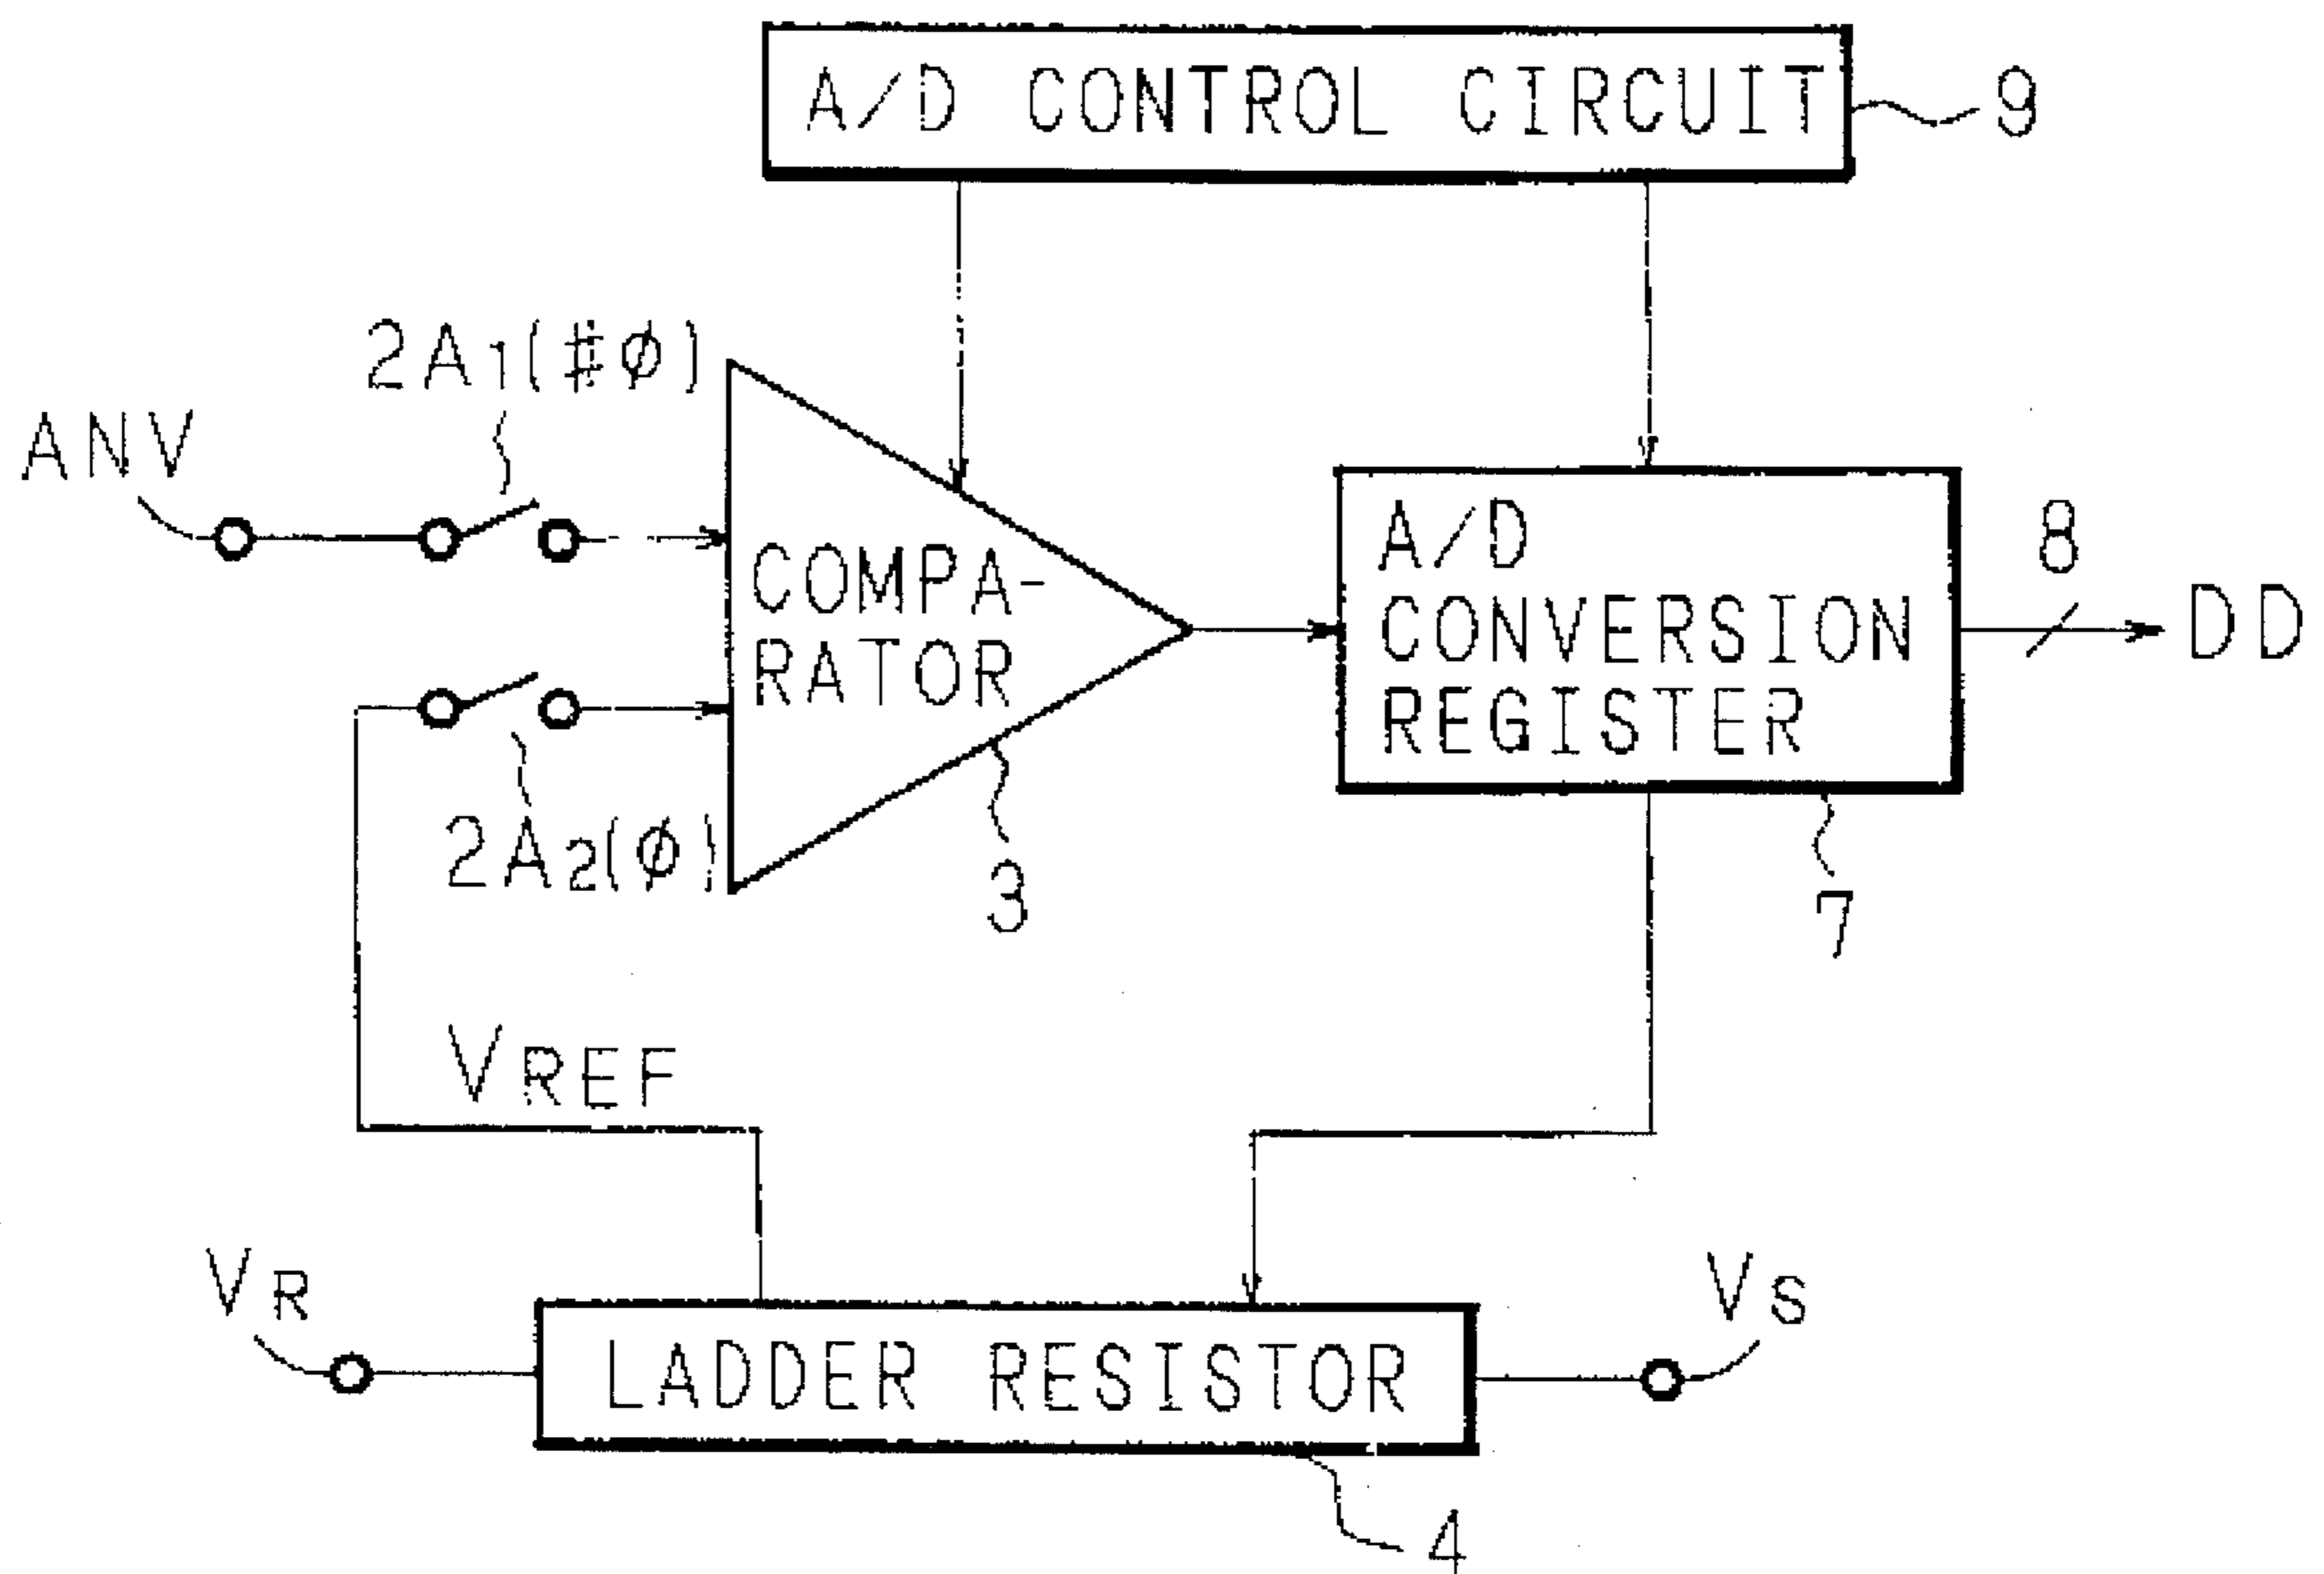 A/D CONTROL CIRCUIT
9
2A1(#φ)
ANV
COMPA-
RATOR
A/D
CONVERSION
REGISTER
8
DD
2A2(φ)
3
7
VREF
VR
VS
LADDER RESISTOR
4